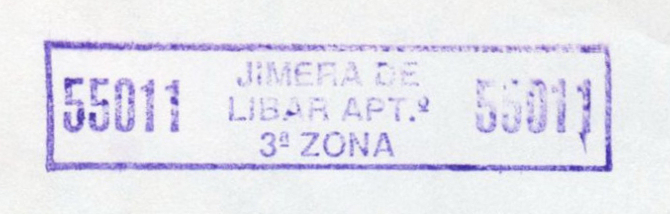 55011 JIMERA DE 55011
LIBAR APT.º
3ª ZONA